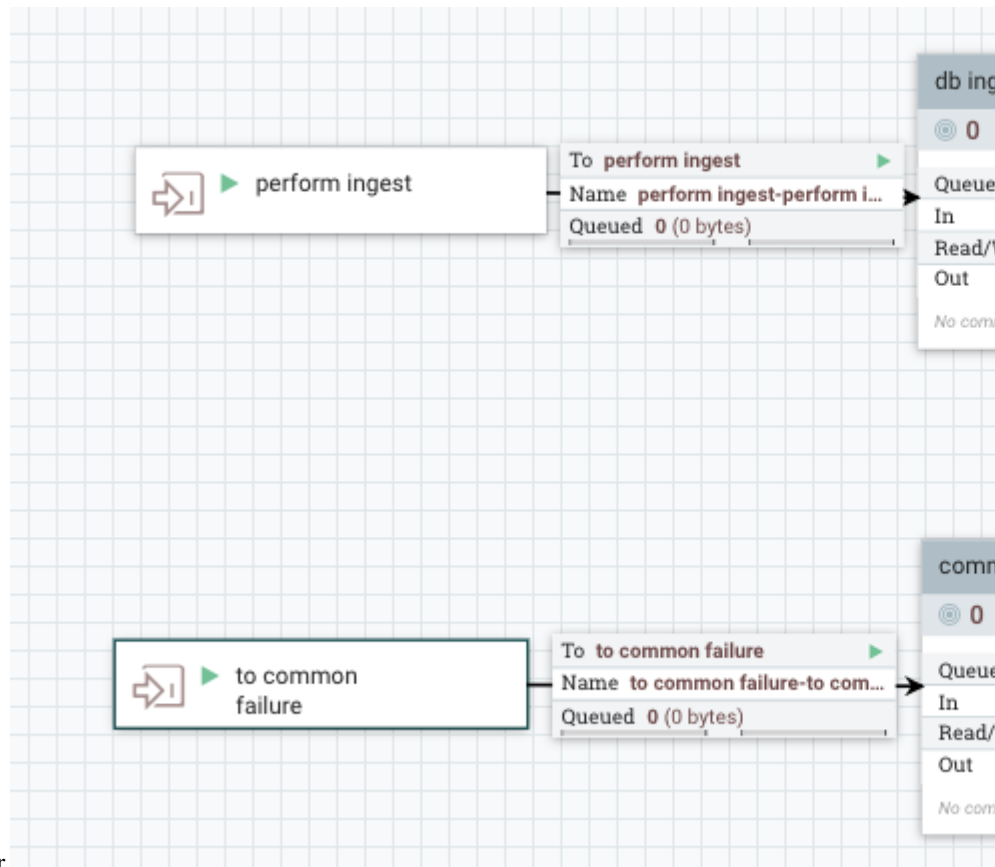 db ing
0
To perform ingest
perform ingest
Name perform ingest-perform i...
Queue
Queued 0 (0 bytes)
In
Read/
Out
No com
comm
0
To to common failure
to common
failure
Name to common failure-to com...
Queue
Queued 0 (0 bytes)
In
Read/
Out
No com
r